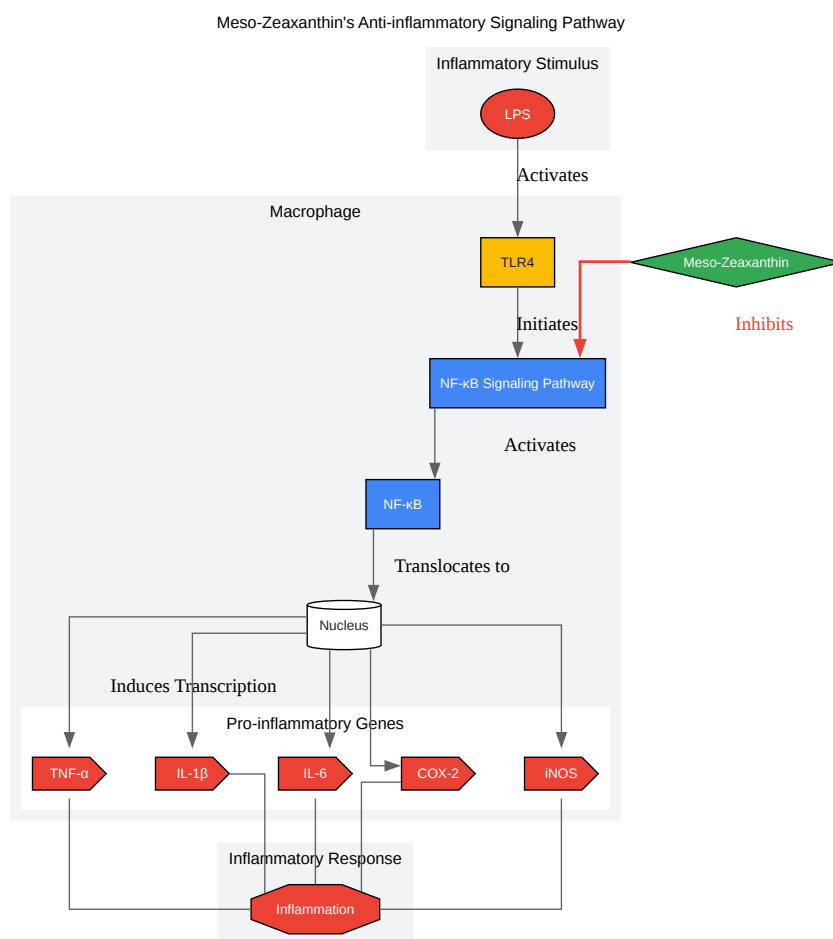 Meso-Zeaxanthin's Anti-inflammatory Signaling Pathway
Inflammatory Stimulus
LPS
Activates
Macrophage
TLR4
Meso-Zeaxanthin
Initiates
Inhibits
NF-κB Signaling Pathway
Activates
NF-κB
Translocates to
Nucleus
Induces Transcription
Pro-inflammatory Genes
TNF-α
IL-1β
IL-6
COX-2
iNOS
Inflammatory Response
Inflammation